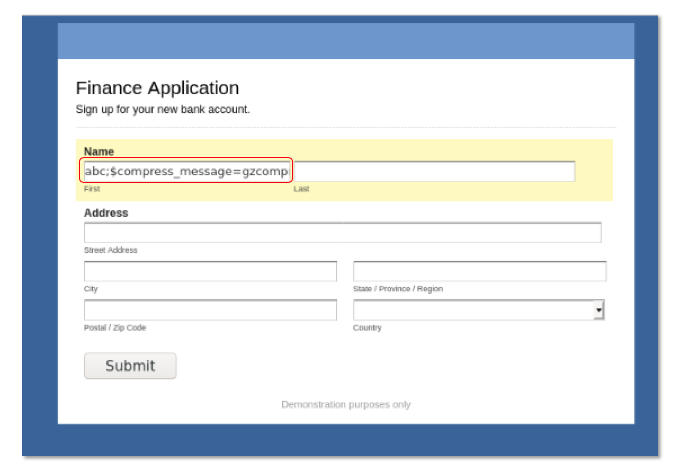 Finance Application
Sign up for your new bank account.
Name
abc;$compress_message=gzcomp
First Last
Address
Street Address
City State / Province / Region
Postal / Zip Code Country
Submit
Demonstration purposes only